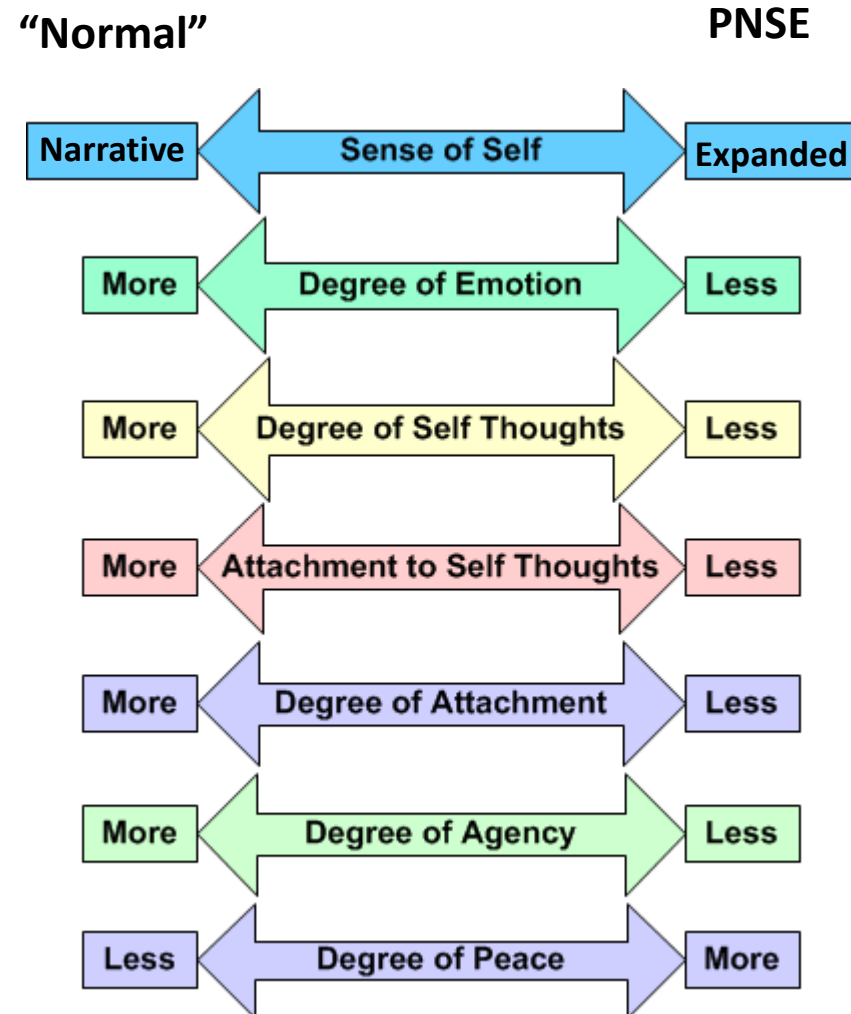 “Normal” PNSE
Narrative Sense of Self Expanded
More Degree of Emotion Less
More Degree of Self Thoughts Less
More Attachment to Self Thoughts Less
More Degree of Attachment Less
More Degree of Agency Less
Less Degree of Peace More